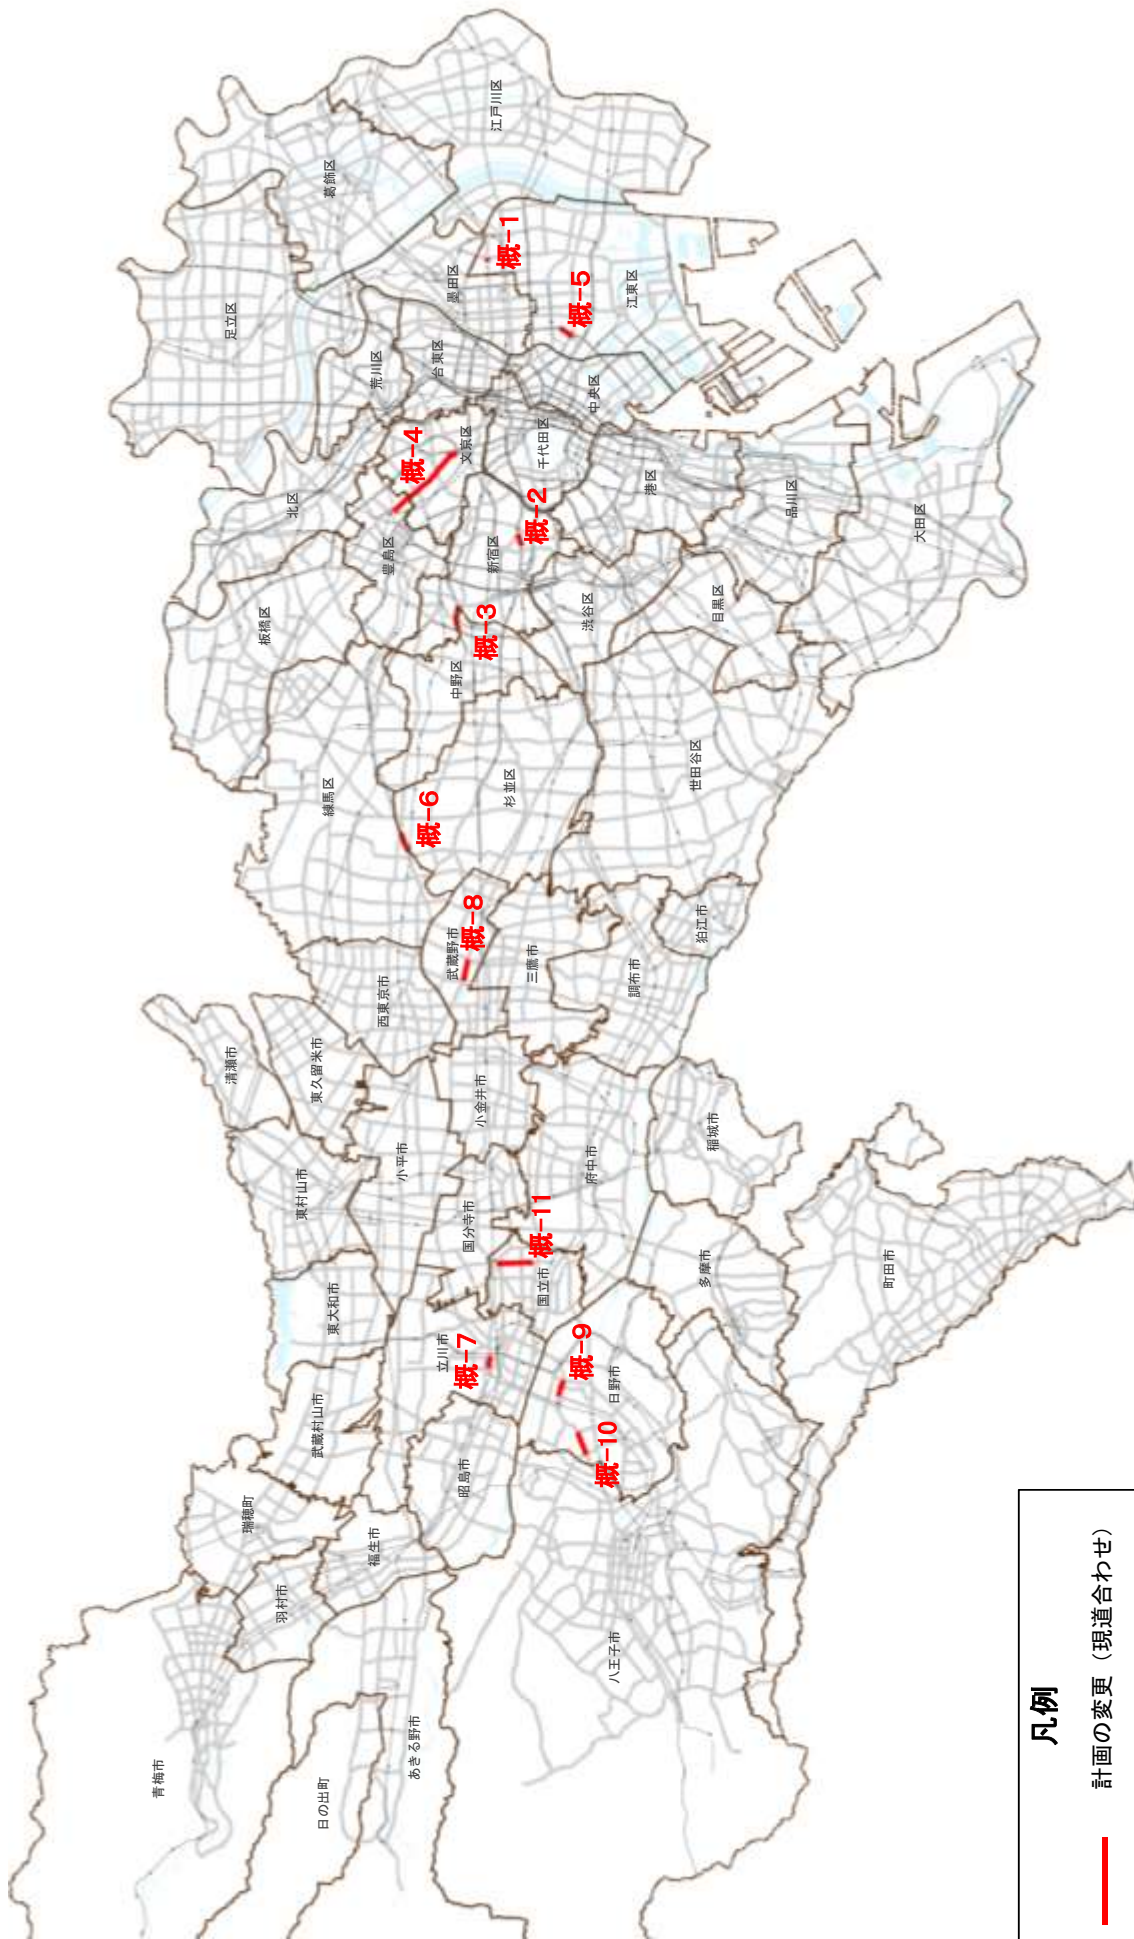 青梅市
瑞穂町
羽村市
日の出町
福生市
あきる野市
武蔵村山市
東大和市
東村山市
清瀬市
東久留米市
西東京市
小平市
小金井市
国分寺市
立川市
昭島市
国立市
府中市
日野市
八王子市
多摩市
稲城市
町田市
調布市
狛江市
三鷹市
武蔵野市
練馬区
板橋区
北区
足立区
葛飾区
江戸川区
荒川区
台東区
墨田区
江東区
中央区
千代田区
文京区
豊島区
新宿区
中野区
杉並区
世田谷区
渋谷区
目黒区
港区
品川区
大田区
概-1
概-2
概-3
概-4
概-5
概-6
概-7
概-8
概-9
概-10
概-11
凡例
計画の変更（現道合わせ）